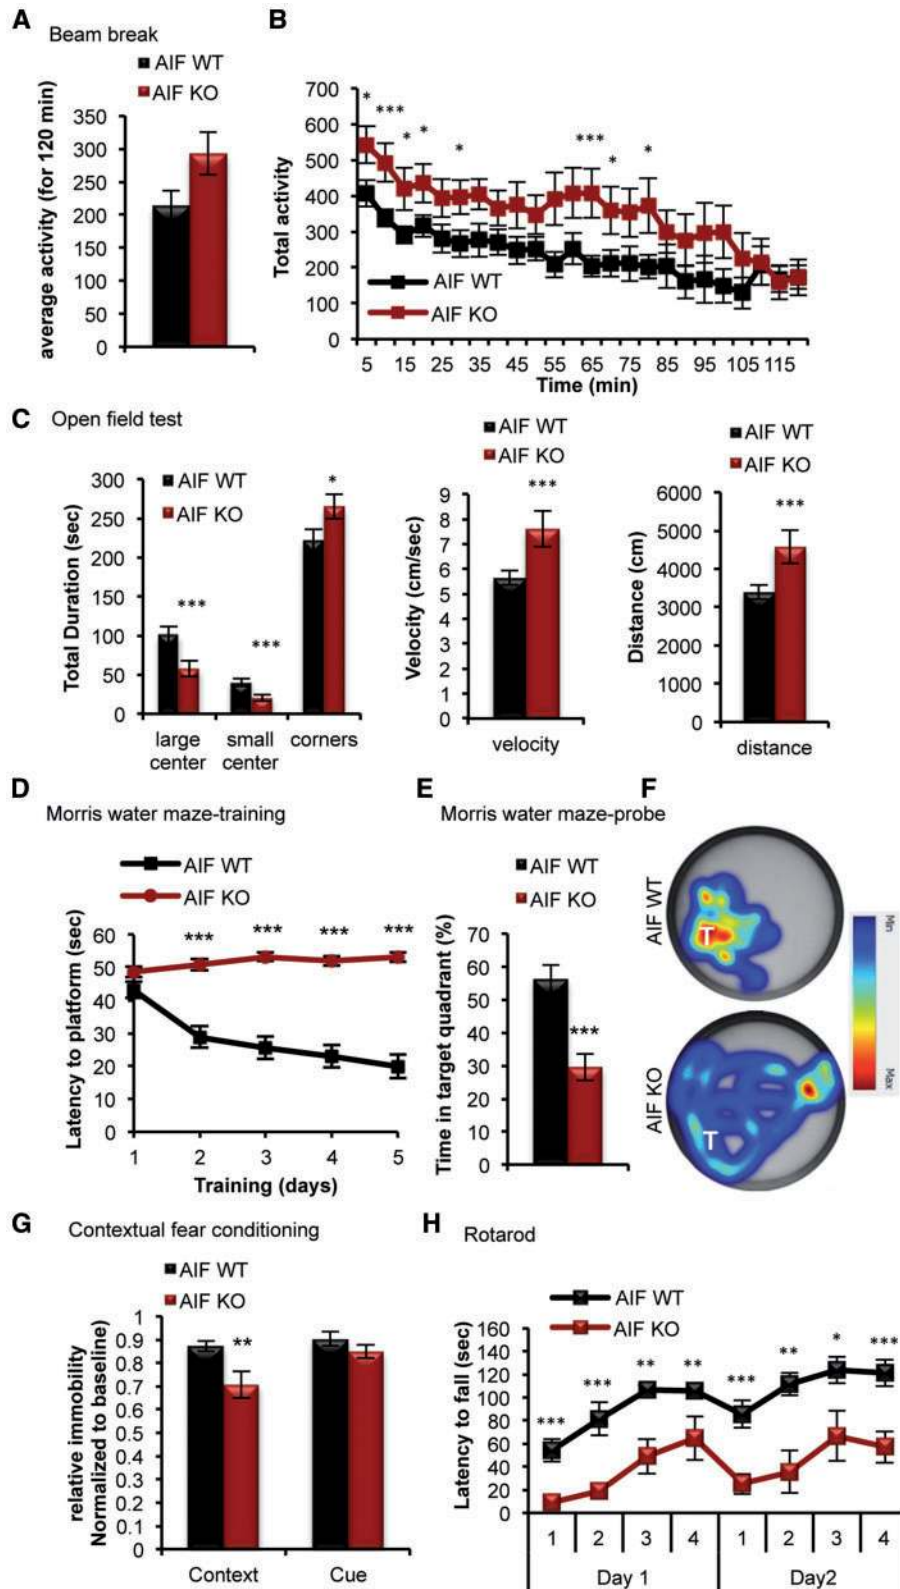 A
Beam break
AIF WT
AIF KO
average activity (for 120 min)
350
300
250
200
150
100
50
0
B
Total activity
700
600
500
400
300
200
100
0
* *** * * * *** * *
AIF WT
AIF KO
5 15 25 35 45 55 65 75 85 95 105 115
Time (min)
C
Open field test
Total Duration (sec)
300
250
200
150
100
50
0
AIF WT
AIF KO
*** *** *
large center
small center
corners
AIF WT
AIF KO
Velocity (cm/sec)
9
8
7
6
5
4
3
2
1
0
***
velocity
AIF WT
AIF KO
Distance (cm)
6000
5000
4000
3000
2000
1000
0
***
distance
D
Morris water maze-training
AIF WT
AIF KO
Latency to platform (sec)
60
50
40
30
20
10
0
*** *** *** ***
1 2 3 4 5
Training (days)
E
Morris water maze-probe
AIF WT
AIF KO
Time in target quadrant (%)
70
60
50
40
30
20
10
0
***
F
AIF WT
T
AIF KO
T
Min
Max
G
Contextual fear conditioning
AIF WT
AIF KO
relative immobility
Normalized to baseline)
1
0.9
0.8
0.7
0.6
0.5
0.4
0.3
0.2
0.1
0
**
Context Cue
H
Rotarod
AIF WT
AIF KO
Latency to fall (sec)
160
140
120
100
80
60
40
20
0
*** *** ** ** *** ** * ***
1 2 3 4 1 2 3 4
Day 1 Day2